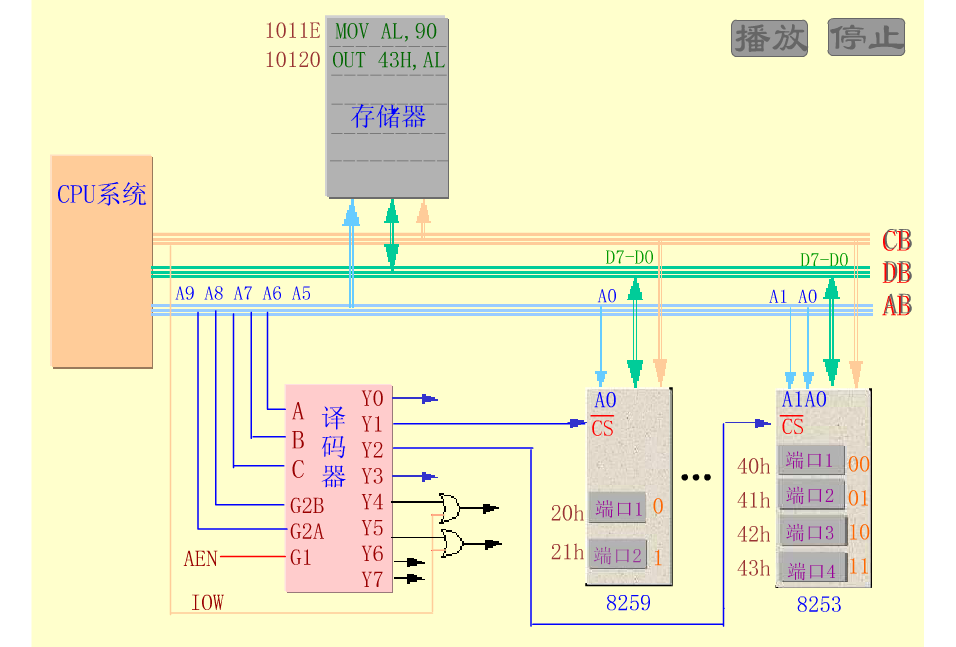 1011E MOV AL,90
播放 停止
10120 OUT 43H,AL
存储器
CPU系统
CB
D7-D0 D7-D0
DB
A9 A8 A7 A6 A5 A0 A1 A0
AB
A0 A1A0
CS CS
译码器
A
B
C
G2B
G2A
G1
AEN
IOW
Y0
Y1
Y2
Y3
Y4
Y5
Y6
Y7
20h 端口1 0
21h 端口2 1
8259
...
40h 端口1 00
41h 端口2 01
42h 端口3 10
43h 端口4 11
8253